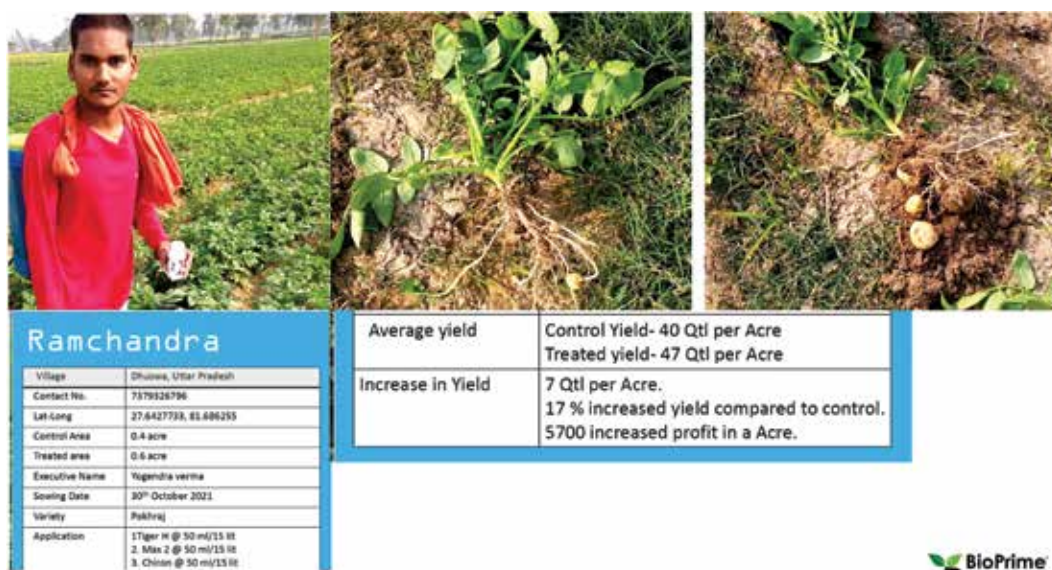 Ramchandra
Village Dhuswa, Uttar Pradesh
Contact No. 7379326796
Lat-Long 27.6427733, 81.686255
Control Area 0.4 acre
Treated area 0.6 acre
Executive Name Yogendra verma
Sowing Date 30th October 2021
Variety Pokhraj
Application 1Tiger H @ 50 ml/15 lit
2. Max 2 @ 50 ml/15 lit
3. Chiron @ 50 ml/15 lit
Average yield Control Yield- 40 Qtl per Acre
Treated yield- 47 Qtl per Acre
Increase in Yield 7 Qtl per Acre.
17 % increased yield compared to control.
5700 increased profit in a Acre.
BioPrime